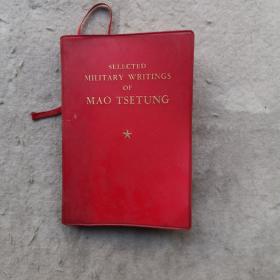 SELECTED
MILITARY WRITINGS
OF
MAO TSETUNG